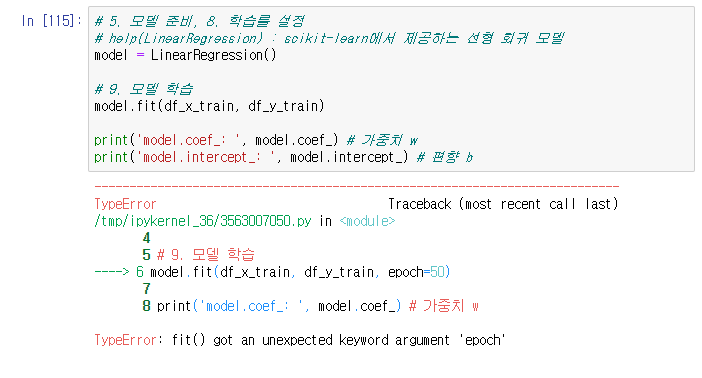 In [115]:
# 5. 모델 준비, 8. 학습률 설정
# help(LinearRegression) : scikit-learn에서 제공하는 선형 회귀 모델
model = LinearRegression()
# 9. 모델 학습
model.fit(df_x_train, df_y_train)
print('model.coef_: ', model.coef_) # 가중치 w
print('model.intercept_: ', model.intercept_) # 편향 b
---------------------------------------------------------------------------
TypeError                                 Traceback (most recent call last)
/tmp/ipykernel_36/3563007050.py in <module>
4
5 # 9. 모델 학습
----> 6 model.fit(df_x_train, df_y_train, epoch=50)
7
8 print('model.coef_: ', model.coef_) # 가중치 w
TypeError: fit() got an unexpected keyword argument 'epoch'